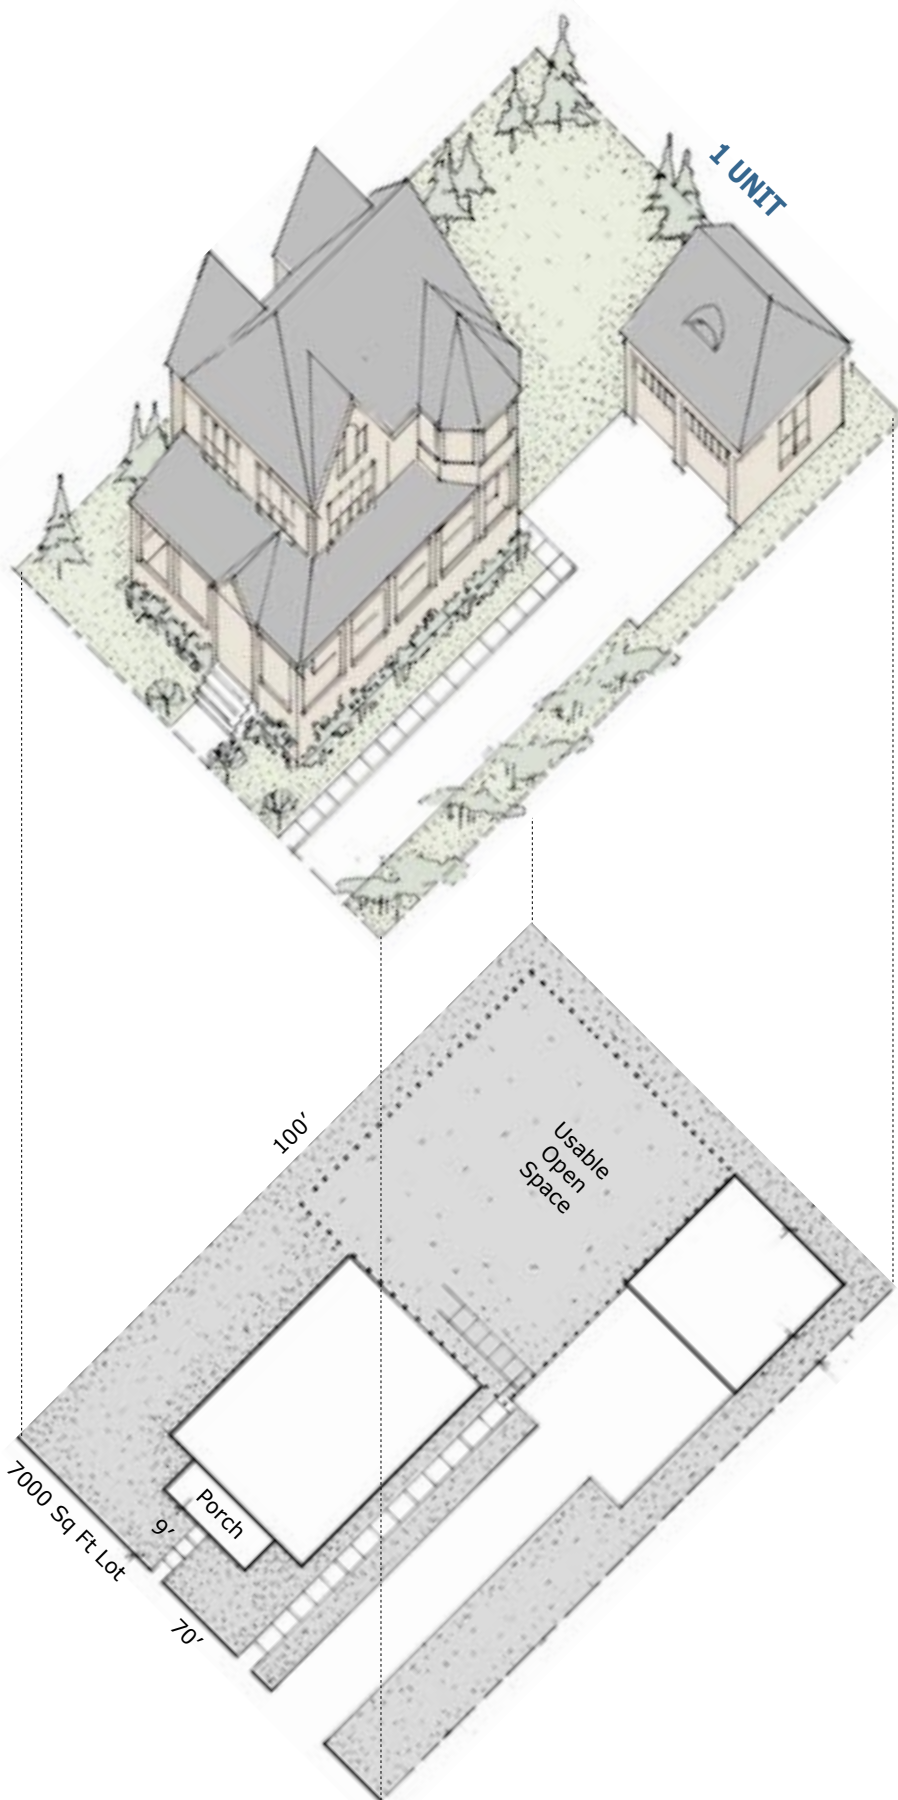 1 UNIT
100′
Usable
Open
Space
Porch
9′
7000 Sq Ft Lot
70′